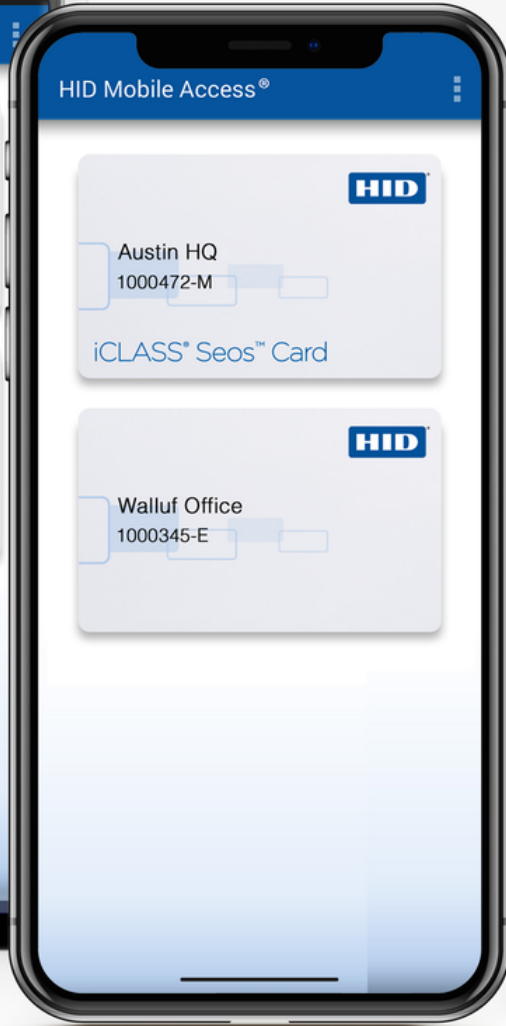 HID Mobile Access®
HID
Austin HQ
1000472-M
iCLASS® Seos™ Card
HID
Walluf Office
1000345-E